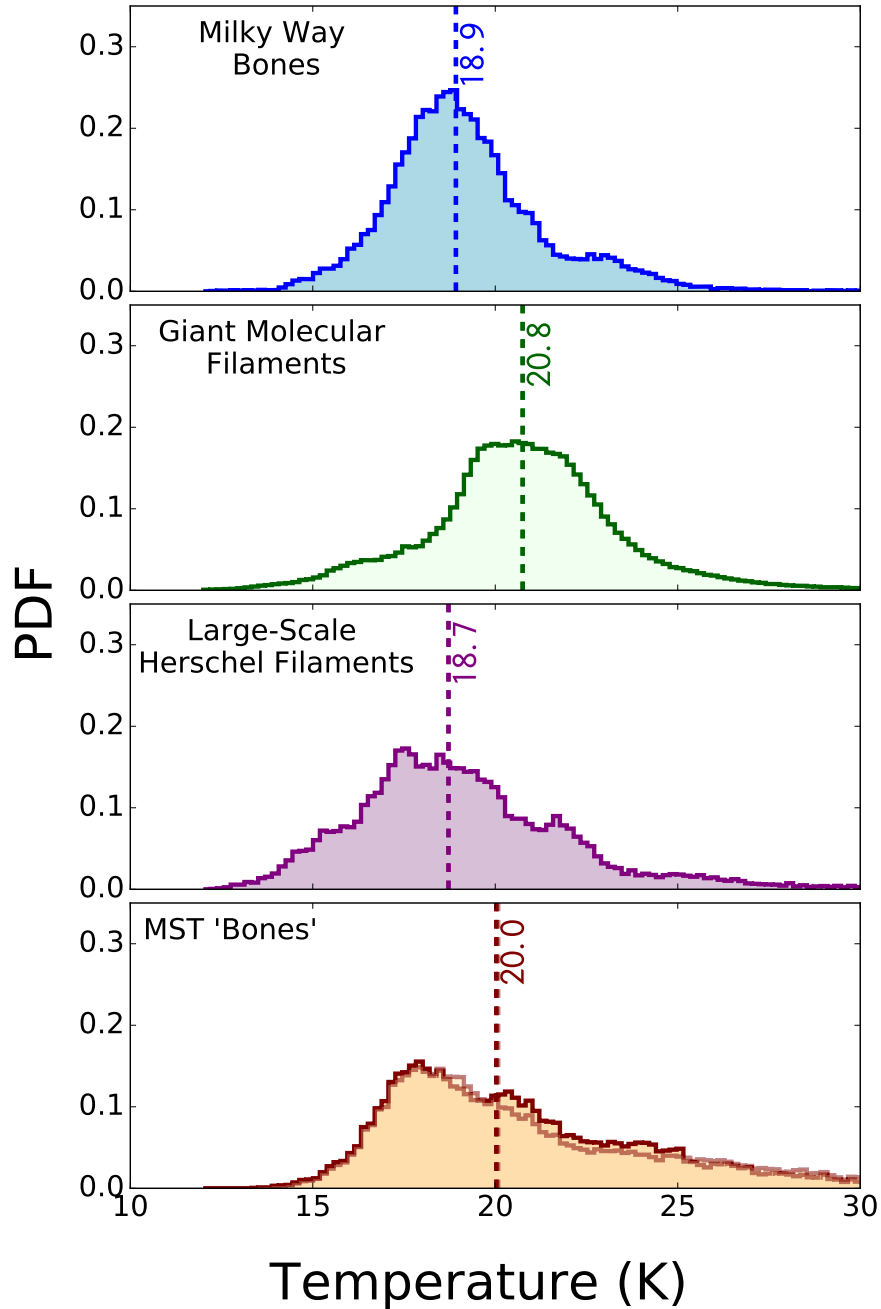 Milky Way
Bones
18.9
0.3
0.2
0.1
0.0
Giant Molecular
Filaments
20.8
0.3
0.2
0.1
0.0
Large-Scale
Herschel Filaments
18.7
0.3
0.2
0.1
0.0
MST 'Bones'
20.0
0.3
0.2
0.1
0.0
10 15 20 25 30
PDF
Temperature (K)